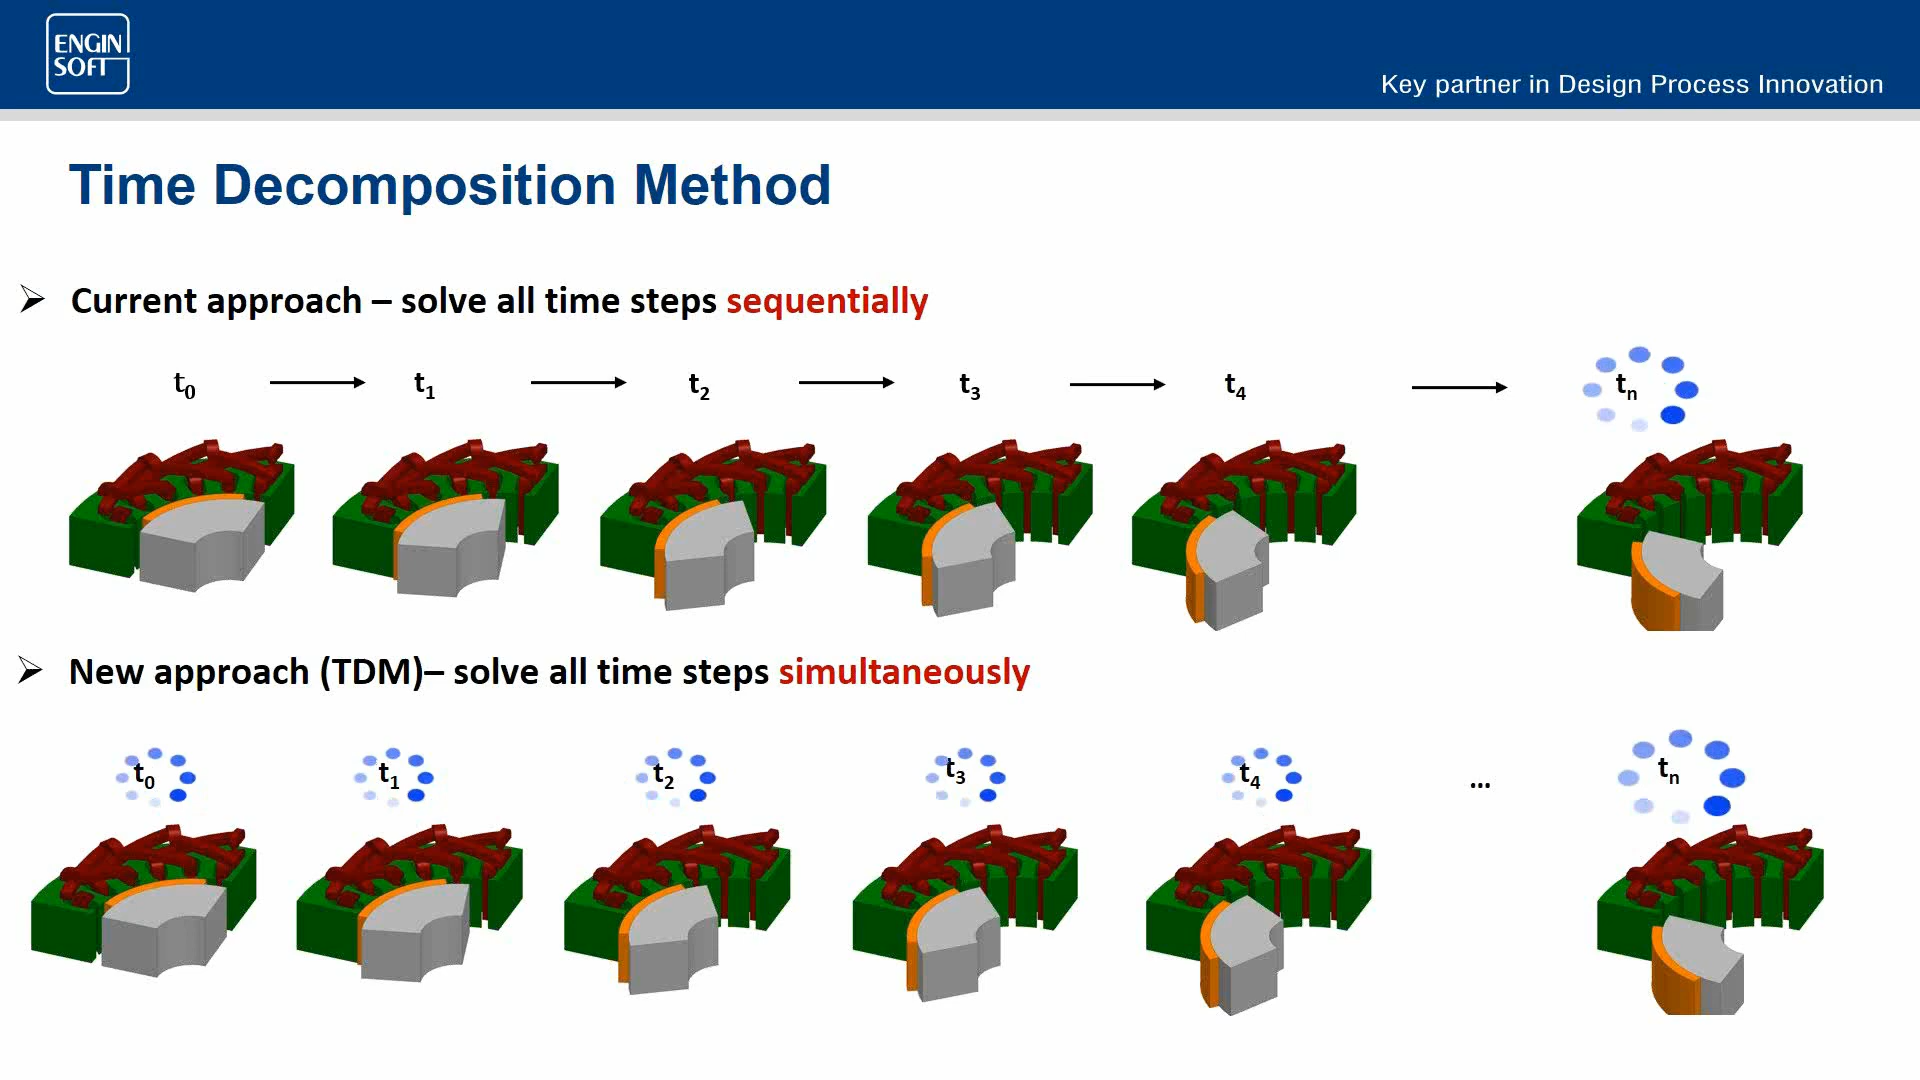 ENGIN
SOFT
Key partner in Design Process Innovation
Time Decomposition Method
Current approach – solve all time steps sequentially
t0 t1 t2 t3 t4 tn
New approach (TDM)– solve all time steps simultaneously
t0 t1 t2 t3 t4 ... tn